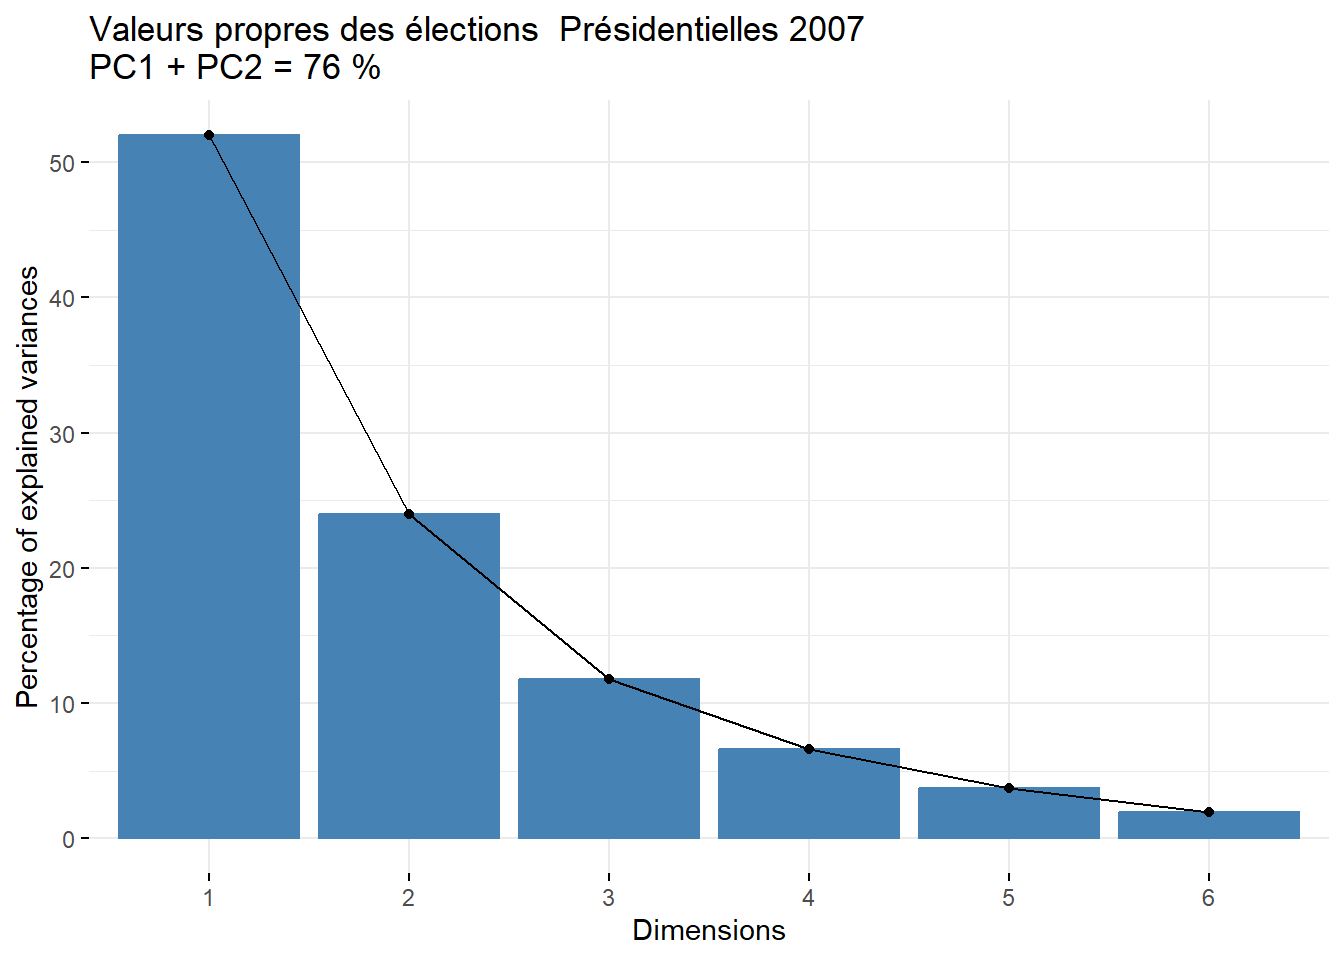 Valeurs propres des élections  Présidentielles 2007
PC1 + PC2 = 76 %
Percentage of explained variances
50
40
30
20
10
0
1 2 3 4 5 6
Dimensions